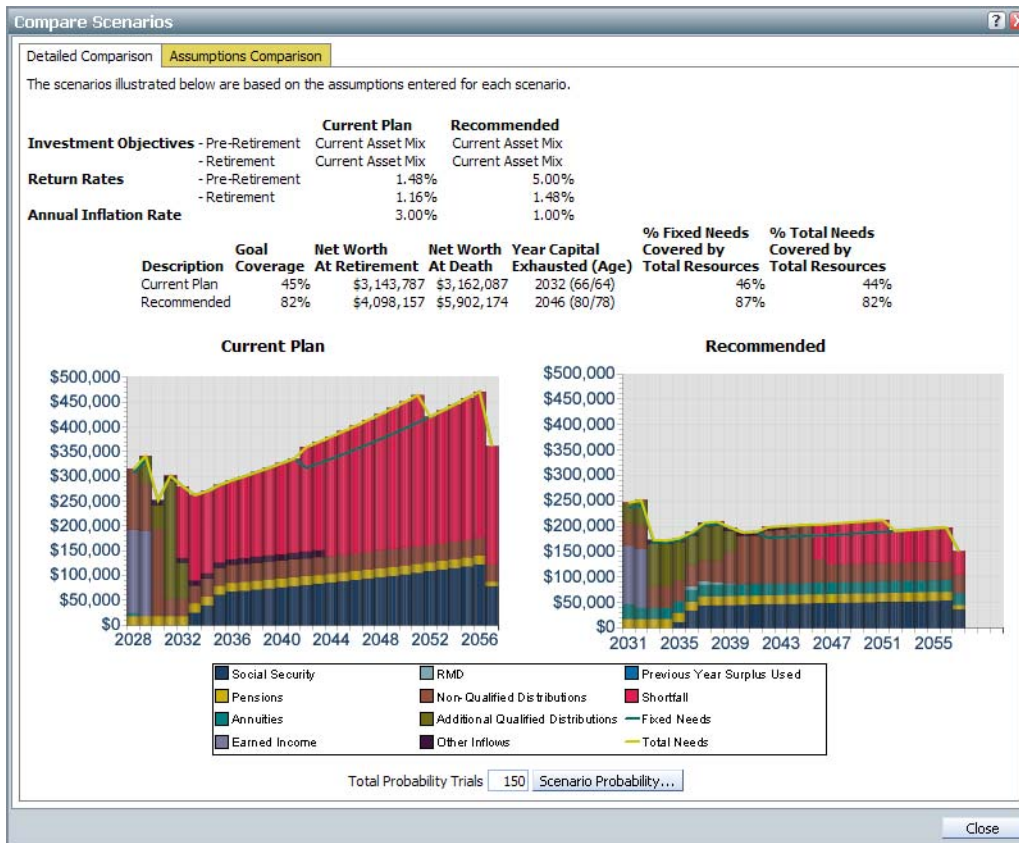 Compare Scenarios
?
X
Detailed Comparison Assumptions Comparison
The scenarios illustrated below are based on the assumptions entered for each scenario.
Current Plan Recommended
Investment Objectives - Pre-Retirement Current Asset Mix Current Asset Mix
- Retirement Current Asset Mix Current Asset Mix
Return Rates - Pre-Retirement 1.48% 5.00%
- Retirement 1.16% 1.48%
Annual Inflation Rate 3.00% 1.00%
% Fixed Needs % Total Needs
Goal Net Worth Net Worth Year Capital Covered by Covered by
Description Coverage At Retirement At Death Exhausted (Age) Total Resources Total Resources
Current Plan 45% $3,143,787 $3,162,087 2032 (66/64) 46% 44%
Recommended 82% $4,098,157 $5,902,174 2046 (80/78) 87% 82%
Current Plan
$500,000
$450,000
$400,000
$350,000
$300,000
$250,000
$200,000
$150,000
$100,000
$50,000
$0
2028 2032 2036 2040 2044 2048 2052 2056
Recommended
$500,000
$450,000
$400,000
$350,000
$300,000
$250,000
$200,000
$150,000
$100,000
$50,000
$0
2031 2035 2039 2043 2047 2051 2055
Social Security RMD Previous Year Surplus Used
Pensions Non-Qualified Distributions Shortfall
Annuities Additional Qualified Distributions Fixed Needs
Earned Income Other Inflows Total Needs
Total Probability Trials 150 Scenario Probability...
Close